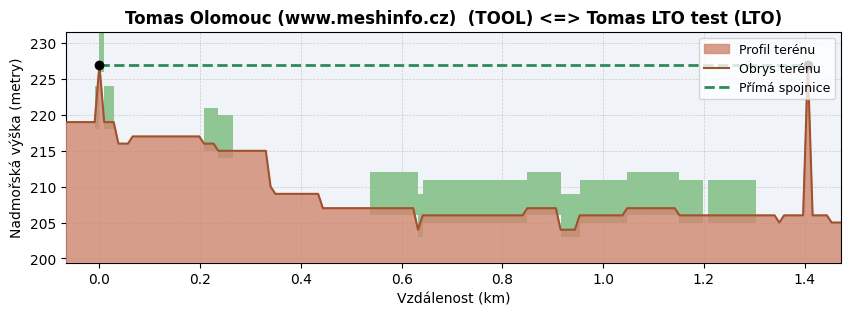 Tomas Olomouc (www.meshinfo.cz)  (TOOL) <=> Tomas LTO test (LTO)
Nadmořská výška (metry)
230
225
220
215
210
205
200
Profil terénu
Obrys terénu
Přímá spojnice
0.0 0.2 0.4 0.6 0.8 1.0 1.2 1.4
Vzdálenost (km)